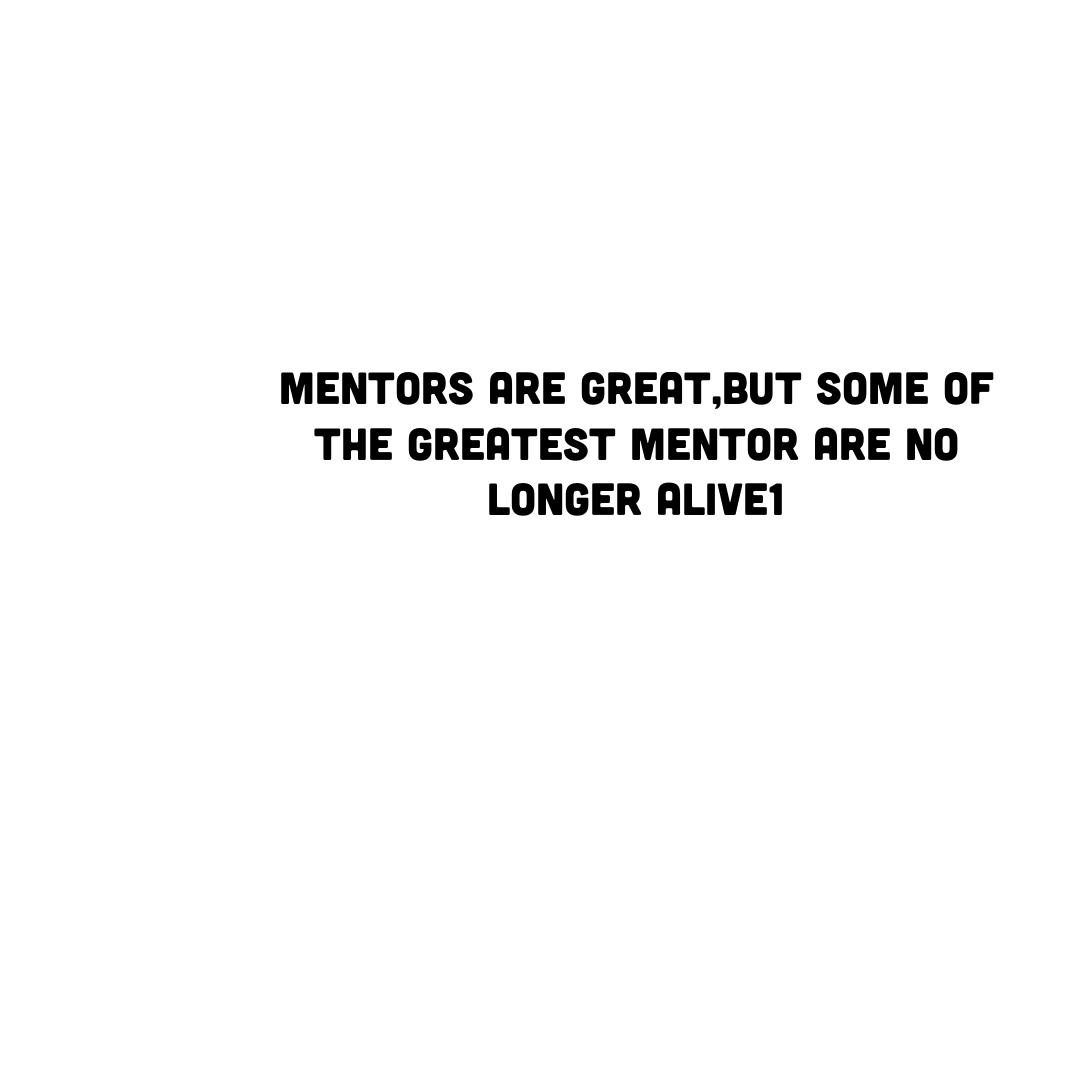 MENTORS ARE GREAT,BUT SOME OF
THE GREATEST MENTOR ARE NO
LONGER ALIVE1